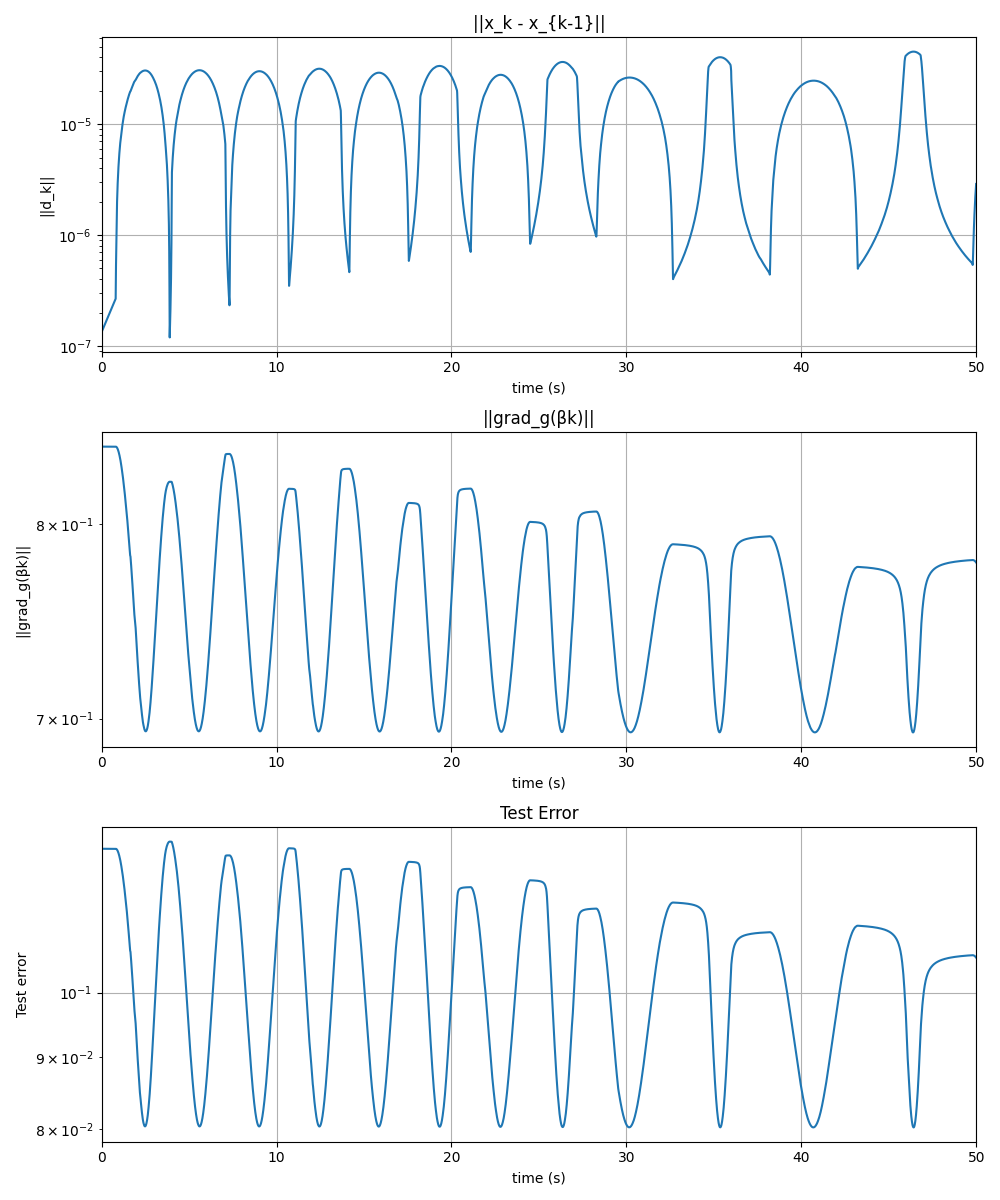 ||x_k - x_{k-1}||
||d_k||
10⁻⁵
10⁻⁶
10⁻⁷
0 10 20 30 40 50
time (s)
||grad_g(βk)||
||grad_g(βk)||
8 × 10⁻¹
7 × 10⁻¹
0 10 20 30 40 50
time (s)
Test Error
Test error
10⁻¹
9 × 10⁻²
8 × 10⁻²
0 10 20 30 40 50
time (s)